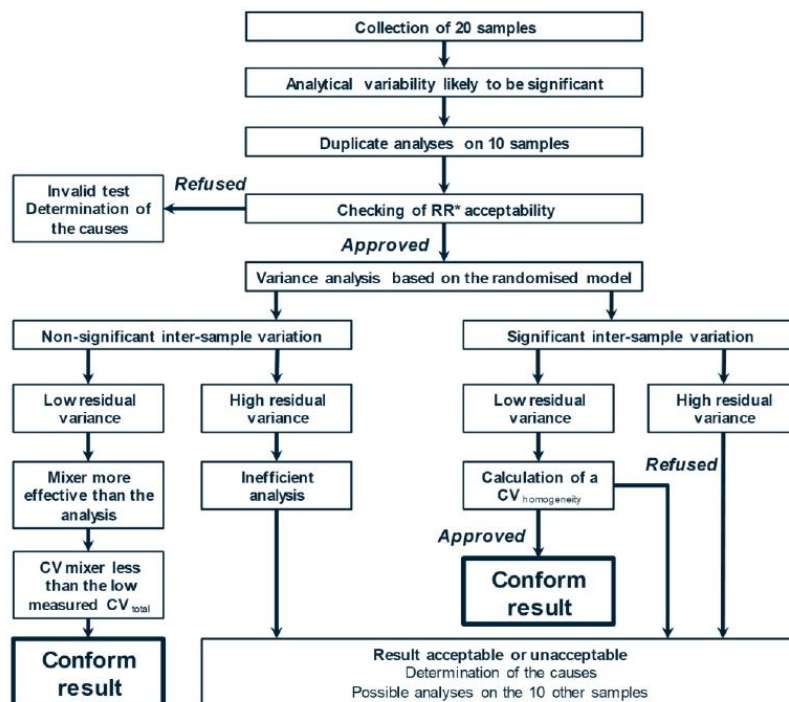 Collection of 20 samples
Analytical variability likely to be significant
Duplicate analyses on 10 samples
Refused
Invalid test
Determination of
the causes
Checking of RR* acceptability
Approved
Variance analysis based on the randomised model
Non-significant inter-sample variation
Significant inter-sample variation
Low residual
variance
High residual
variance
Low residual
variance
High residual
variance
Mixer more
effective than the
analysis
Inefficient
analysis
Calculation of a
CV homogeneity
Refused
Approved
CV mixer less
than the low
measured CV total
Conform
result
Conform
result
Result acceptable or unacceptable
Determination of the causes
Possible analyses on the 10 other samples